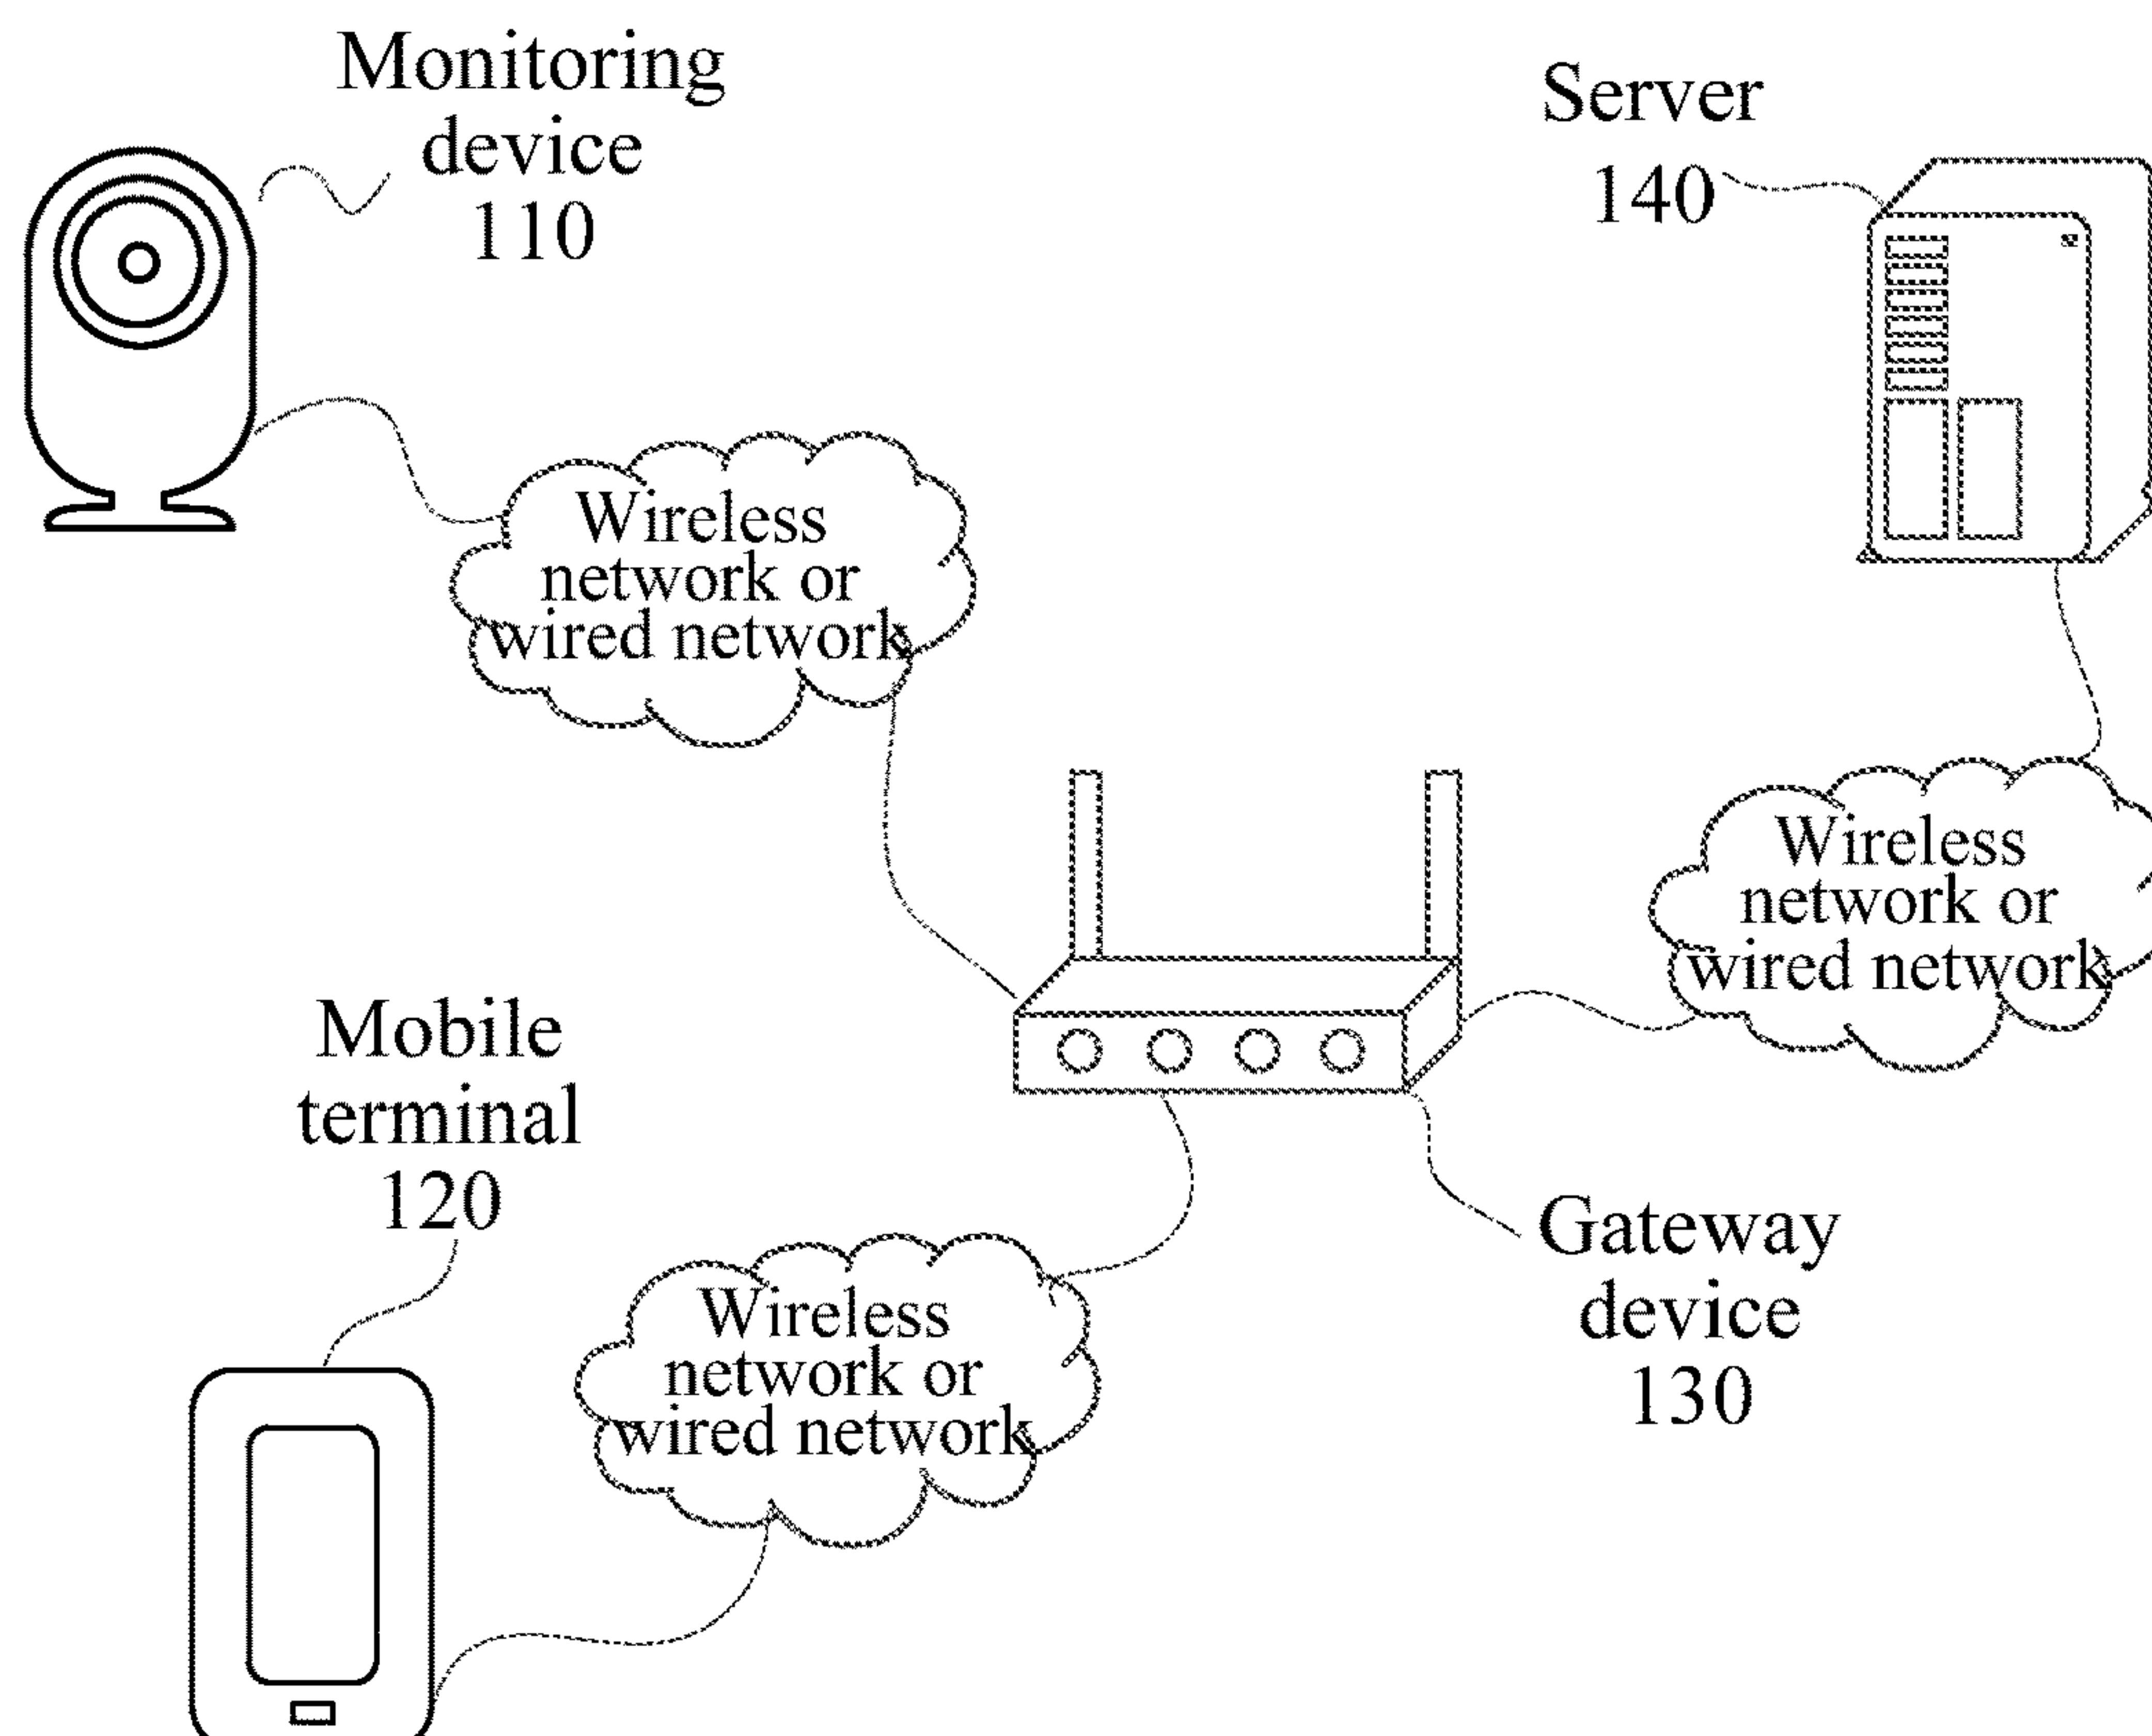 Monitoring
device
110
Server
140
Wireless
network or
wired network
Wireless
network or
wired network
Mobile
terminal
120
Gateway
device
130
Wireless
network or
wired network